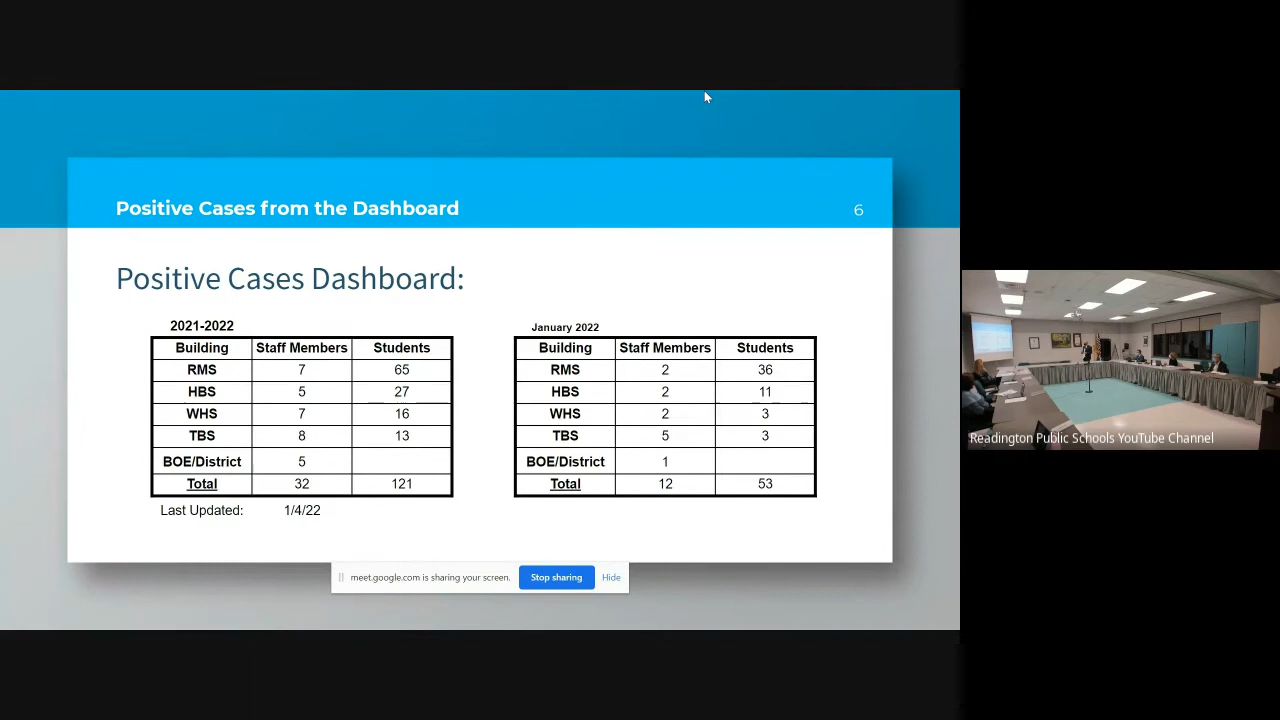 Positive Cases from the Dashboard
6
Positive Cases Dashboard:
2021-2022
Building Staff Members Students
RMS 7 65
HBS 5 27
WHS 7 16
TBS 8 13
BOE/District 5
Total 32 121
Last Updated: 1/4/22
January 2022
Building Staff Members Students
RMS 2 36
HBS 2 11
WHS 2 3
TBS 5 3
BOE/District 1
Total 12 53
meet.google.com is sharing your screen. Stop sharing Hide
Readington Public Schools YouTube Channel